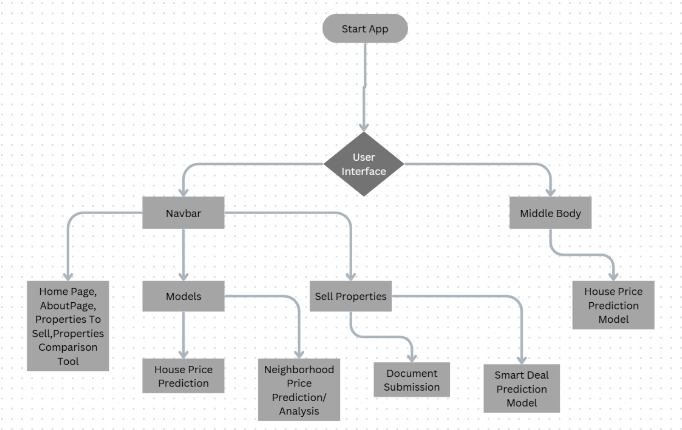 Start App
User
Interface
Navbar
Middle Body
Home Page,
AboutPage,
Properties To
Sell,Properties
Comparison
Tool
Models
Sell Properties
House Price
Prediction
Model
House Price
Prediction
Neighborhood
Price
Prediction/
Analysis
Document
Submission
Smart Deal
Prediction
Model